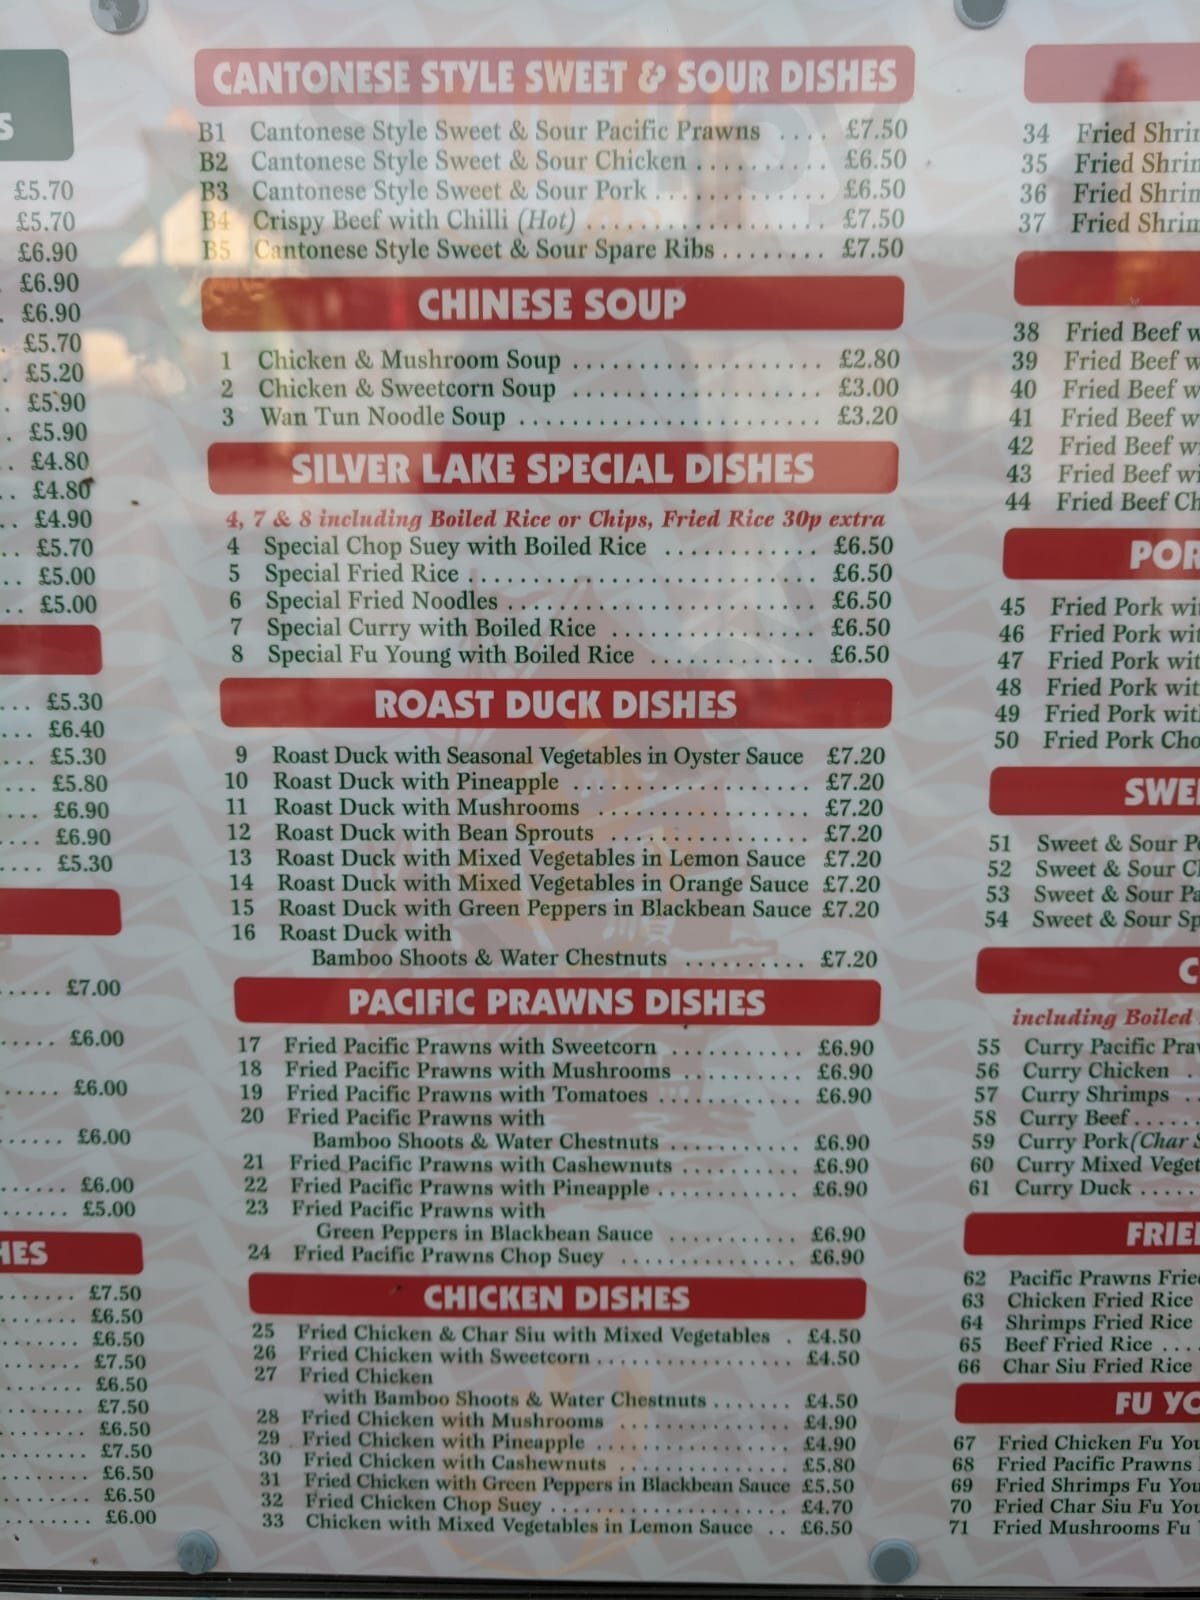 S
£5.70
£5.70
£6.90
. £6.90
. £6.90
. £5.70
. £5.20
. £5.90
. £5.90
.. £4.80
.. £4.80
.. £4.90
... £5.70
... £5.00
... £5.00
... £5.30
... £6.40
... £5.30
... £5.80
.... £6.90
.... £6.90
.... £5.30
..... £7.00
..... £6.00
..... £6.00
...... £6.00
...... £6.00
...... £5.00
HES
....... £7.50
....... £6.50
....... £6.50
....... £7.50
....... £6.50
........ £7.50
........ £6.50
........ £7.50
........ £6.50
........ £6.50
........ £6.00
CANTONESE STYLE SWEET & SOUR DISHES
B1 Cantonese Style Sweet & Sour Pacific Prawns .... £7.50
B2 Cantonese Style Sweet & Sour Chicken .......... £6.50
B3 Cantonese Style Sweet & Sour Pork ............. £6.50
B4 Crispy Beef with Chilli (Hot) .................. £7.50
B5 Cantonese Style Sweet & Sour Spare Ribs ........ £7.50
CHINESE SOUP
1 Chicken & Mushroom Soup ................... £2.80
2 Chicken & Sweetcorn Soup ................... £3.00
3 Wan Tun Noodle Soup ....................... £3.20
SILVER LAKE SPECIAL DISHES
4, 7 & 8 including Boiled Rice or Chips, Fried Rice 30p extra
4 Special Chop Suey with Boiled Rice ............ £6.50
5 Special Fried Rice ........................... £6.50
6 Special Fried Noodles ........................ £6.50
7 Special Curry with Boiled Rice ................ £6.50
8 Special Fu Young with Boiled Rice ............. £6.50
ROAST DUCK DISHES
9 Roast Duck with Seasonal Vegetables in Oyster Sauce £7.20
10 Roast Duck with Pineapple .................. £7.20
11 Roast Duck with Mushrooms ................. £7.20
12 Roast Duck with Bean Sprouts ................ £7.20
13 Roast Duck with Mixed Vegetables in Lemon Sauce £7.20
14 Roast Duck with Mixed Vegetables in Orange Sauce £7.20
15 Roast Duck with Green Peppers in Blackbean Sauce £7.20
16 Roast Duck with
Bamboo Shoots & Water Chestnuts .......... £7.20
PACIFIC PRAWNS DISHES
17 Fried Pacific Prawns with Sweetcorn ........... £6.90
18 Fried Pacific Prawns with Mushrooms .......... £6.90
19 Fried Pacific Prawns with Tomatoes ............ £6.90
20 Fried Pacific Prawns with
Bamboo Shoots & Water Chestnuts ........... £6.90
21 Fried Pacific Prawns with Cashewnuts .......... £6.90
22 Fried Pacific Prawns with Pineapple ............ £6.90
23 Fried Pacific Prawns with
Green Peppers in Blackbean Sauce ........... £6.90
24 Fried Pacific Prawns Chop Suey ............... £6.90
CHICKEN DISHES
25 Fried Chicken & Char Siu with Mixed Vegetables . £4.50
26 Fried Chicken with Sweetcorn ................. £4.50
27 Fried Chicken
with Bamboo Shoots & Water Chestnuts ....... £4.50
28 Fried Chicken with Mushrooms ................ £4.90
29 Fried Chicken with Pineapple ................. £4.90
30 Fried Chicken with Cashewnuts ............... £5.80
31 Fried Chicken with Green Peppers in Blackbean Sauce £5.50
32 Fried Chicken Chop Suey ..................... £4.70
33 Chicken with Mixed Vegetables in Lemon Sauce .. £6.50
34 Fried Shrim
35 Fried Shrim
36 Fried Shrim
37 Fried Shrim
38 Fried Beef w
39 Fried Beef w
40 Fried Beef w
41 Fried Beef w
42 Fried Beef w
43 Fried Beef wi
44 Fried Beef Ch
POR
45 Fried Pork wi
46 Fried Pork wit
47 Fried Pork wit
48 Fried Pork wit
49 Fried Pork wit
50 Fried Pork Cho
SWE
51 Sweet & Sour P
52 Sweet & Sour C
53 Sweet & Sour Pa
54 Sweet & Sour Sp
C
including Boiled
55 Curry Pacific Pra
56 Curry Chicken .
57 Curry Shrimps ..
58 Curry Beef ......
59 Curry Pork (Char S
60 Curry Mixed Veget
61 Curry Duck .....
FRIE
62 Pacific Prawns Frie
63 Chicken Fried Rice
64 Shrimps Fried Rice
65 Beef Fried Rice ....
66 Char Siu Fried Rice
FU YO
67 Fried Chicken Fu You
68 Fried Pacific Prawns
69 Fried Shrimps Fu You
70 Fried Char Siu Fu You
71 Fried Mushrooms Fu